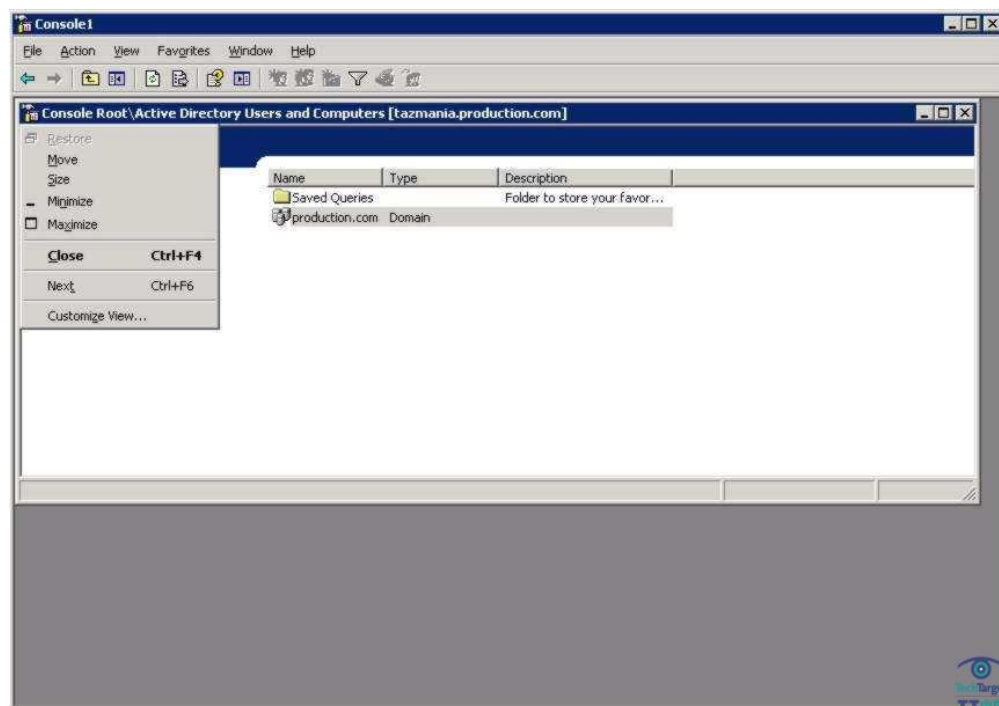 Console1
File Action View Favorites Window Help
Console Root\Active Directory Users and Computers [tazmania.production.com]
Restore
Move
Size
Minimize
Maximize
Close Ctrl+F4
Next Ctrl+F6
Customize View...
Name Type Description
Saved Queries Folder to store your favor...
production.com Domain
TechTarge